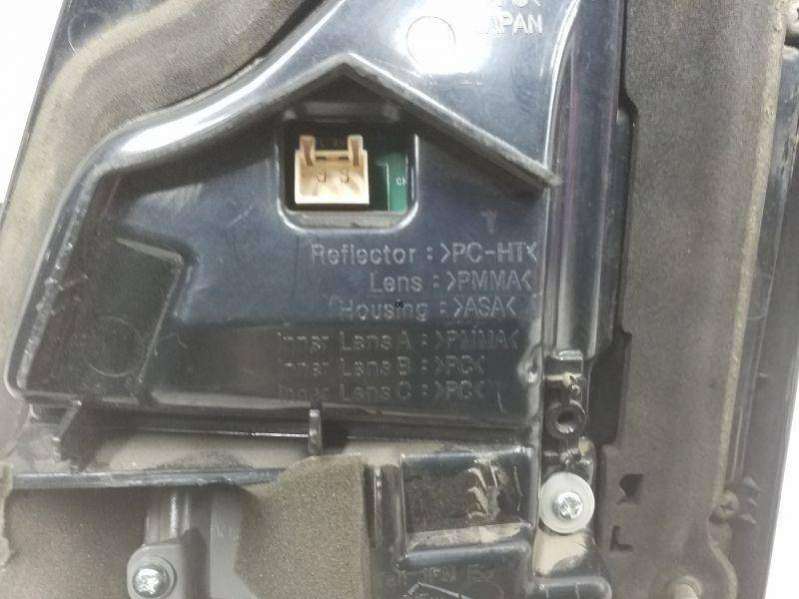 JAPAN
Reflector : >PC-HT<
Lens : >PMMA<
Housing : >ASA<
Inner Lens A : >PMMA<
Inner Lens B : >PC<
Inner Lens C : >PC<